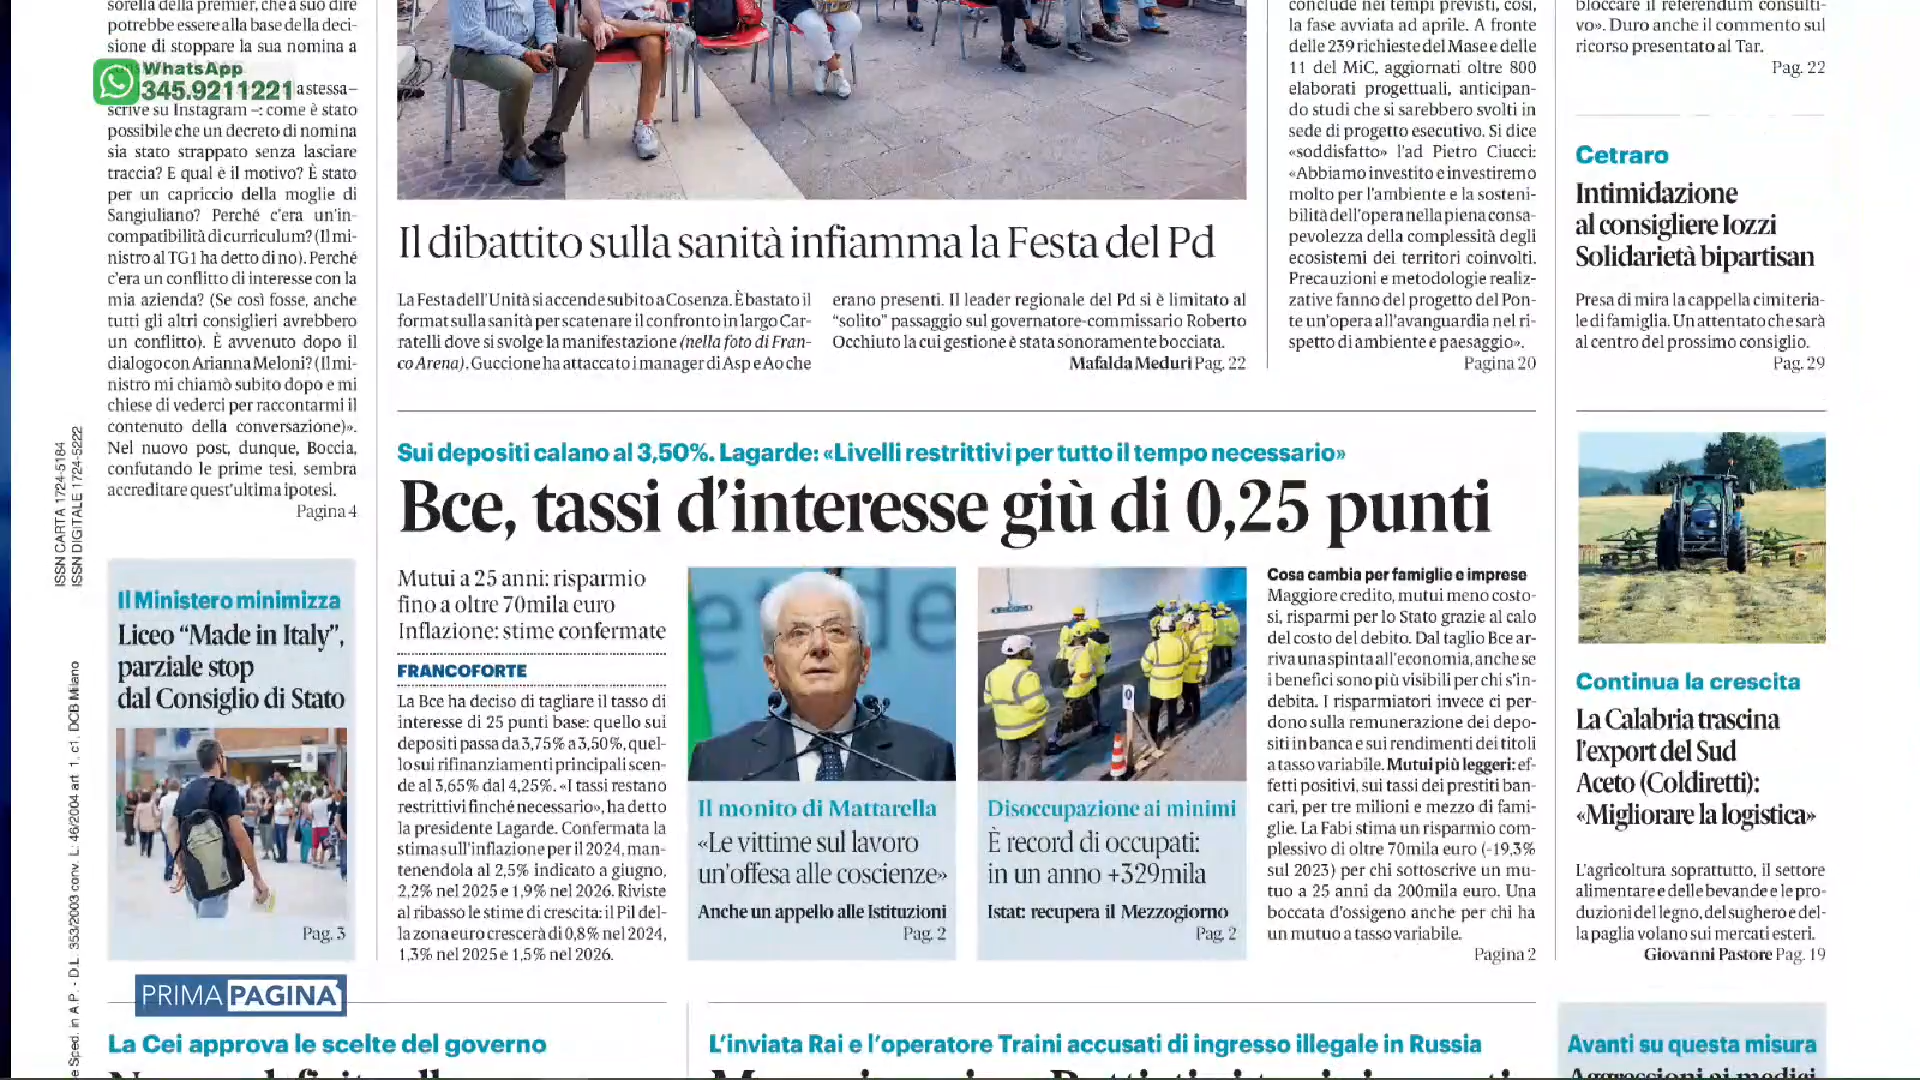 sorella della premier, che a suo dire
potrebbe essere alla base della deci-
sione di stoppare la sua nomina a
WhatsApp
345.9211221
astessa–
scrive su Instagram –: come è stato
possibile che un decreto di nomina
sia stato strappato senza lasciare
traccia? E qual è il motivo? È stato
per un capriccio della moglie di
Sangiuliano? Perché c'era un'in-
compatibilità di curriculum? (Il mi-
nistro al TG1 ha detto di no). Perché
c'era un conflitto di interesse con la
mia azienda? (Se così fosse, anche
tutti gli altri consiglieri avrebbero
un conflitto). È avvenuto dopo il
dialogo con Arianna Meloni? (Il mi-
nistro mi chiamò subito dopo e mi
chiese di vederci per raccontarmi il
contenuto della conversazione)».
Nel nuovo post, dunque, Boccia,
confutando le prime tesi, sembra
accreditare quest'ultima ipotesi.
Pagina 4
ISSN CARTA 1724-5184
ISSN DIGITALE 1724-5222
e Sped. in A.P. - D.L. 353/2003 conv. L. 46/2004 art. 1, c1, DCB Milano
Il Ministero minimizza
Liceo “Made in Italy”,
parziale stop
dal Consiglio di Stato
Pag. 3
Il dibattito sulla sanità infiamma la Festa del Pd
La Festa dell'Unità si accende subito a Cosenza. È bastato il
format sulla sanità per scatenare il confronto in largo Car-
ratelli dove si svolge la manifestazione (nella foto di Fran-
co Arena). Guccione ha attaccato i manager di Asp e Ao che
erano presenti. Il leader regionale del Pd si è limitato al
“solito” passaggio sul governatore-commissario Roberto
Occhiuto la cui gestione è stata sonoramente bocciata.
Mafalda Meduri Pag. 22
conclude nei tempi previsti, così,
la fase avviata ad aprile. A fronte
delle 239 richieste del Mase e delle
11 del MiC, aggiornati oltre 800
elaborati progettuali, anticipan-
do studi che si sarebbero svolti in
sede di progetto esecutivo. Si dice
«soddisfatto» l'ad Pietro Ciucci:
«Abbiamo investito e investiremo
molto per l'ambiente e la sosteni-
bilità dell'opera nella piena consa-
pevolezza della complessità degli
ecosistemi dei territori coinvolti.
Precauzioni e metodologie realiz-
zative fanno del progetto del Pon-
te un'opera all'avanguardia nel ri-
spetto di ambiente e paesaggio».
Pagina 20
bloccare il referendum consulti-
vo». Duro anche il commento sul
ricorso presentato al Tar.
Pag. 22
Cetraro
Intimidazione
al consigliere Iozzi
Solidarietà bipartisan
Presa di mira la cappella cimiteria-
le di famiglia. Un attentato che sarà
al centro del prossimo consiglio.
Pag. 29
Sui depositi calano al 3,50%. Lagarde: «Livelli restrittivi per tutto il tempo necessario»
Bce, tassi d'interesse giù di 0,25 punti
Mutui a 25 anni: risparmio
fino a oltre 70mila euro
Inflazione: stime confermate
FRANCOFORTE
La Bce ha deciso di tagliare il tasso di
interesse di 25 punti base: quello sui
depositi passa da 3,75% a 3,50%, quel-
lo sui rifinanziamenti principali scen-
de al 3,65% dal 4,25%. «I tassi restano
restrittivi finché necessario», ha detto
la presidente Lagarde. Confermata la
stima sull'inflazione per il 2024, man-
tenendola al 2,5% indicato a giugno,
2,2% nel 2025 e 1,9% nel 2026. Riviste
al ribasso le stime di crescita: il Pil del-
la zona euro crescerà di 0,8% nel 2024,
1,3% nel 2025 e 1,5% nel 2026.
Il monito di Mattarella
«Le vittime sul lavoro
un'offesa alle coscienze»
Anche un appello alle Istituzioni
Pag. 2
Disoccupazione ai minimi
È record di occupati:
in un anno +329mila
Istat: recupera il Mezzogiorno
Pag. 2
Cosa cambia per famiglie e imprese
Maggiore credito, mutui meno costo-
si, risparmi per lo Stato grazie al calo
del costo del debito. Dal taglio Bce ar-
riva una spinta all'economia, anche se
i benefici sono più visibili per chi s'in-
debita. I risparmiatori invece ci per-
dono sulla remunerazione dei depo-
siti in banca e sui rendimenti dei titoli
a tasso variabile. Mutui più leggeri: ef-
fetti positivi, sui tassi dei prestiti ban-
cari, per tre milioni e mezzo di fami-
glie. La Fabi stima un risparmio com-
plessivo di oltre 70mila euro (-19,3%
sul 2023) per chi sottoscrive un mu-
tuo a 25 anni da 200mila euro. Una
boccata d'ossigeno anche per chi ha
un mutuo a tasso variabile.
Pagina 2
Continua la crescita
La Calabria trascina
l'export del Sud
Aceto (Coldiretti):
«Migliorare la logistica»
L'agricoltura soprattutto, il settore
alimentare e delle bevande e le pro-
duzioni del legno, del sughero e del-
la paglia volano sui mercati esteri.
Giovanni Pastore Pag. 19
PRIMA PAGINA
La Cei approva le scelte del governo
L'inviata Rai e l'operatore Traini accusati di ingresso illegale in Russia
Avanti su questa misura
Aggressioni ai medici